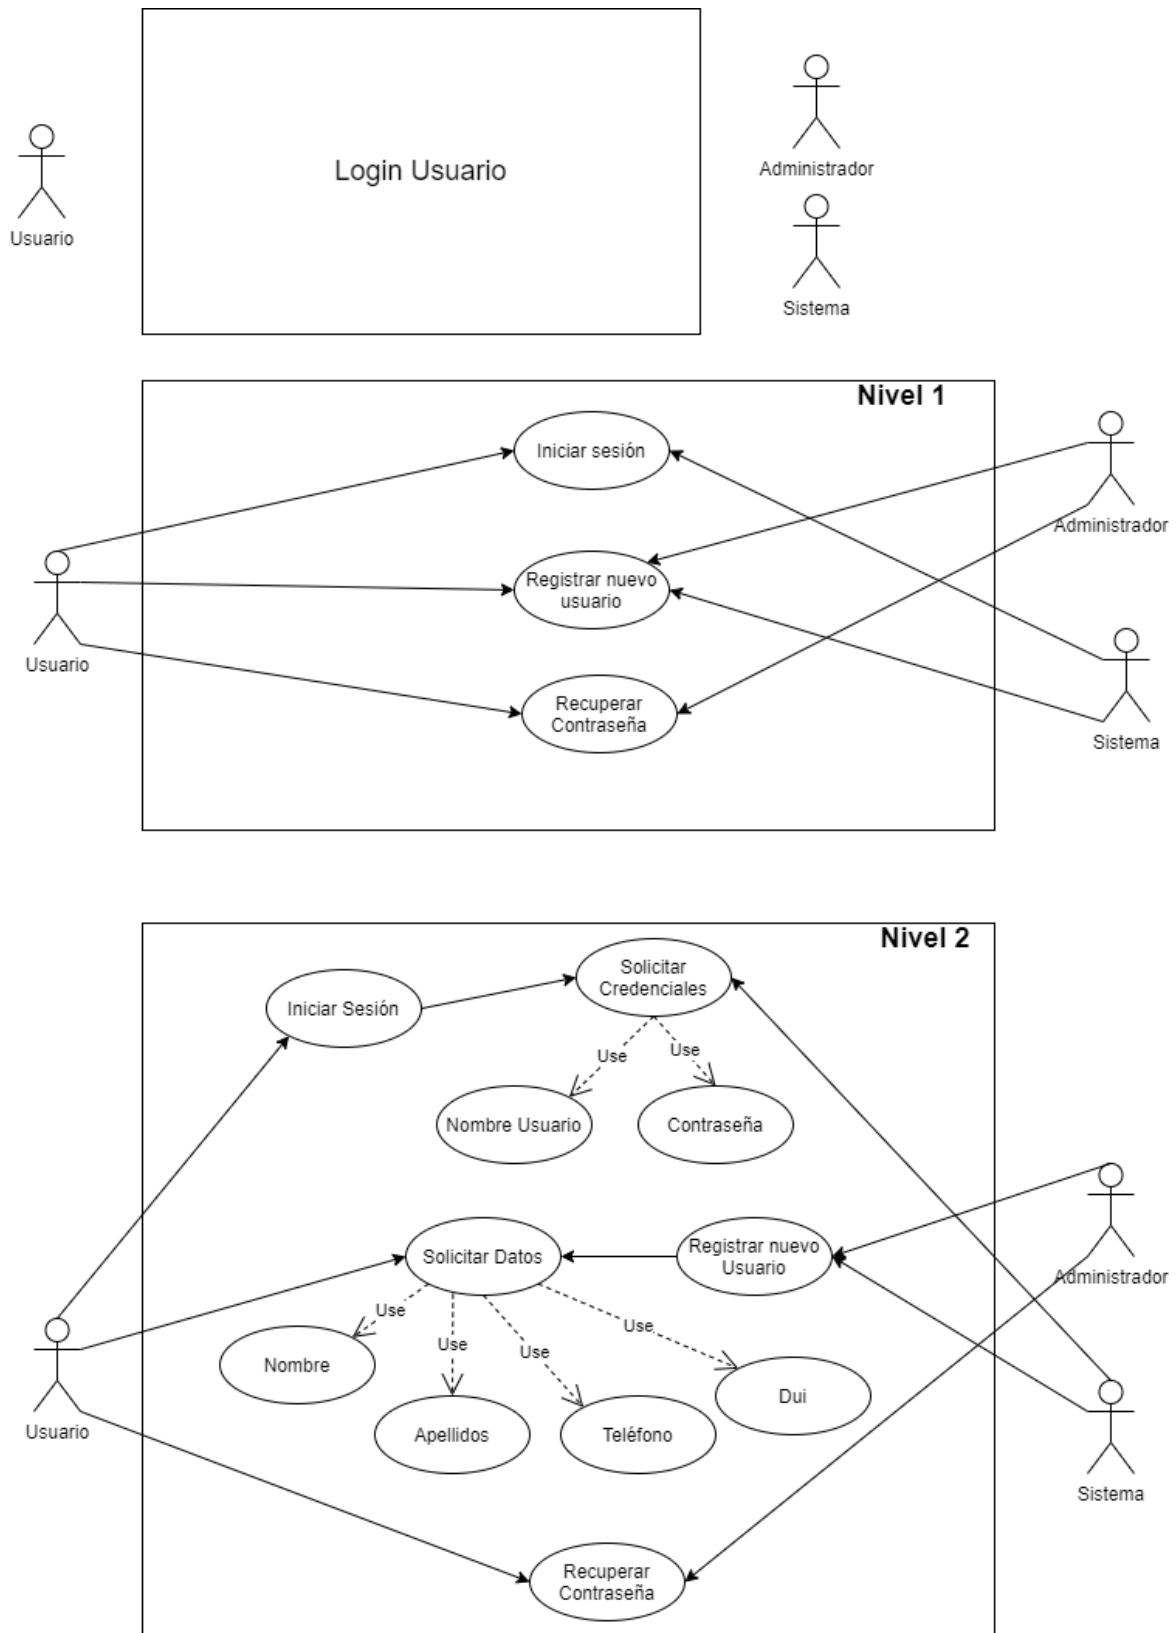 Login Usuario
Usuario
Administrador
Sistema
Nivel 1
Iniciar sesión
Registrar nuevo
usuario
Recuperar
Contraseña
Usuario
Administrador
Sistema
Nivel 2
Iniciar Sesión
Solicitar
Credenciales
Use
Use
Nombre Usuario
Contraseña
Solicitar Datos
Registrar nuevo
Usuario
Use
Use
Use
Use
Nombre
Apellidos
Teléfono
Dui
Recuperar
Contraseña
Usuario
Administrador
Sistema